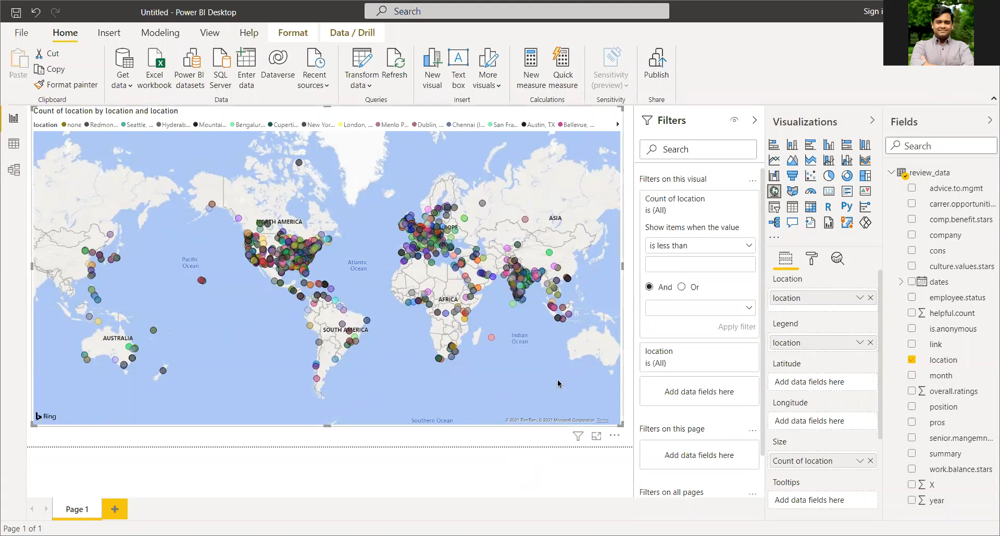 Untitled - Power BI Desktop
Search
Sign i
File
Home
Insert
Modeling
View
Help
Format
Data / Drill
Paste
Cut
Copy
Format painter
Clipboard
Get data
Excel workbook
Power BI datasets
SQL Server
Enter data
Dataverse
Recent sources
Data
Transform data
Refresh
Queries
New visual
Text box
More visuals
Insert
New measure
Quick measure
Calculations
Sensitivity (preview)
Sensitivity
Publish
Share
Count of location by location and location
location none Redmon... Seattle, ... Hyderab... Mountai... Bengalur... Cuperti... New Yor... London, ... Menlo P... Dublin, ... Chennai (I... San Fra... Austin, TX Bellevue, ...
NORTH AMERICA
EUROPE
ASIA
Pacific Ocean
Atlantic Ocean
AFRICA
SOUTH AMERICA
AUSTRALIA
Indian Ocean
Southern Ocean
Bing
© 2021 TomTom, © 2021 Microsoft Corporation Terms
Filters
Search
Filters on this visual
...
Count of location
is (All)
Show items when the value
is less than
And
Or
Apply filter
location
is (All)
Add data fields here
Filters on this page
...
Add data fields here
Filters on all pages
...
Visualizations
123
R
Py
...
Location
location
Legend
location
Latitude
Add data fields here
Longitude
Add data fields here
Size
Count of location
Tooltips
Add data fields here
Fields
Search
review_data
advice.to.mgmt
carrer.opportuniti...
comp.benefit.stars
company
cons
culture.values.stars
dates
employee.status
helpful.count
is.anonymous
link
location
month
overall.ratings
position
pros
senior.mangemn...
summary
work.balance.stars
X
year
Page 1
Page 1 of 1